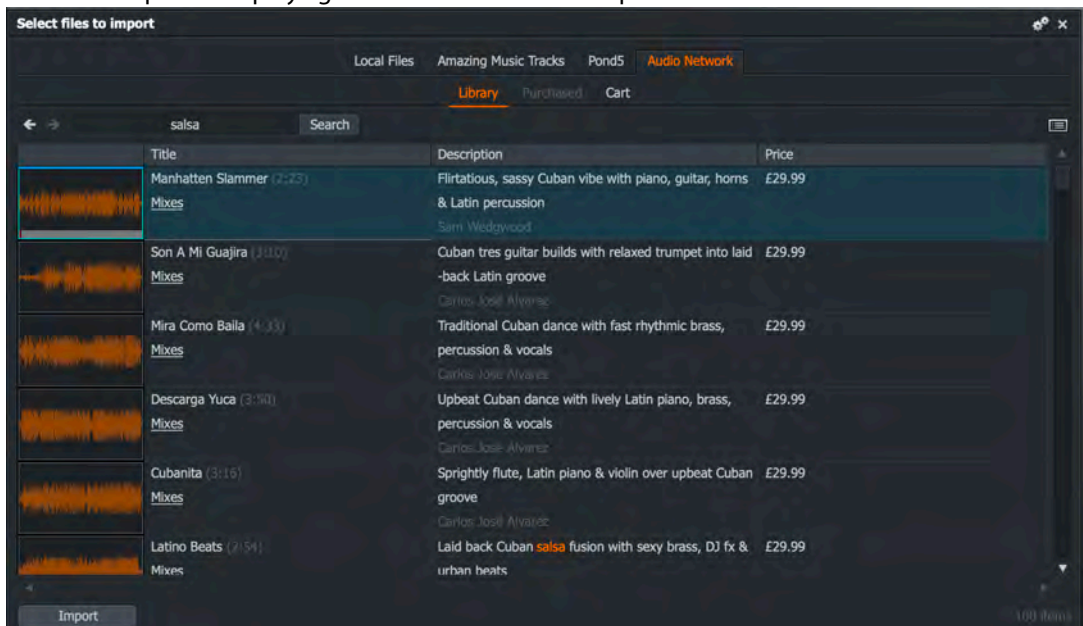 Select files to import
Local Files Amazing Music Tracks Pond5 Audio Network
Library Purchased Cart
salsa Search
Title Description Price
Manhatten Slammer (2:23) Flirtatious, sassy Cuban vibe with piano, guitar, horns £29.99
Mixes & Latin percussion
Sam Wedgwood
Son A Mi Guajira (3:10) Cuban tres guitar builds with relaxed trumpet into laid £29.99
Mixes -back Latin groove
Carlos José Alvarez
Mira Como Baila (4:33) Traditional Cuban dance with fast rhythmic brass, £29.99
Mixes percussion & vocals
Carlos José Alvarez
Descarga Yuca (3:50) Upbeat Cuban dance with lively Latin piano, brass, £29.99
Mixes percussion & vocals
Carlos José Alvarez
Cubanita (3:16) Sprightly flute, Latin piano & violin over upbeat Cuban £29.99
Mixes groove
Carlos José Alvarez
Latino Beats (2:54) Laid back Cuban salsa fusion with sexy brass, DJ fx & £29.99
Mixes urban beats
Import 100 items